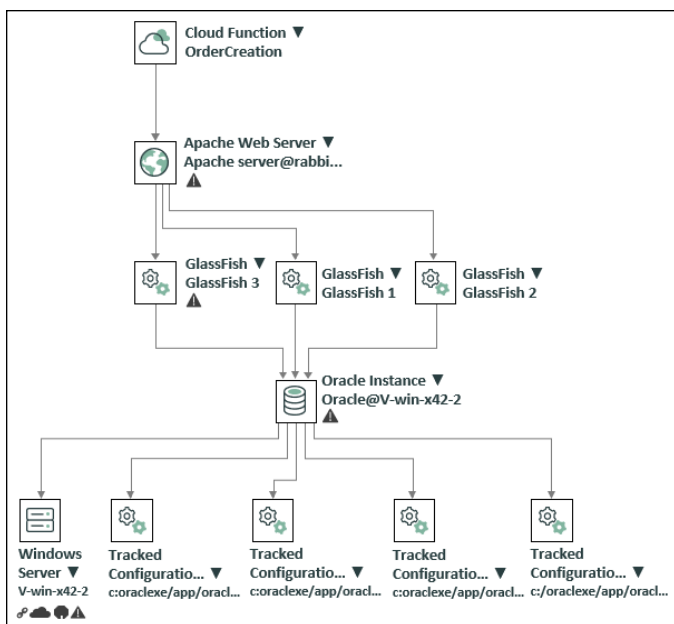 Cloud Function ▼
OrderCreation
Apache Web Server ▼
Apache server@rabbi...
GlassFish ▼
GlassFish 3
GlassFish ▼
GlassFish 1
GlassFish ▼
GlassFish 2
Oracle Instance ▼
Oracle@V-win-x42-2
Windows
Server ▼
V-win-x42-2
Tracked
Configuratio... ▼
c:oraclexe/app/oracl...
Tracked
Configuratio... ▼
c:oraclexe/app/oracl...
Tracked
Configuratio... ▼
c:oraclexe/app/oracl...
Tracked
Configuratio... ▼
c:/oraclexe/app/oracl...